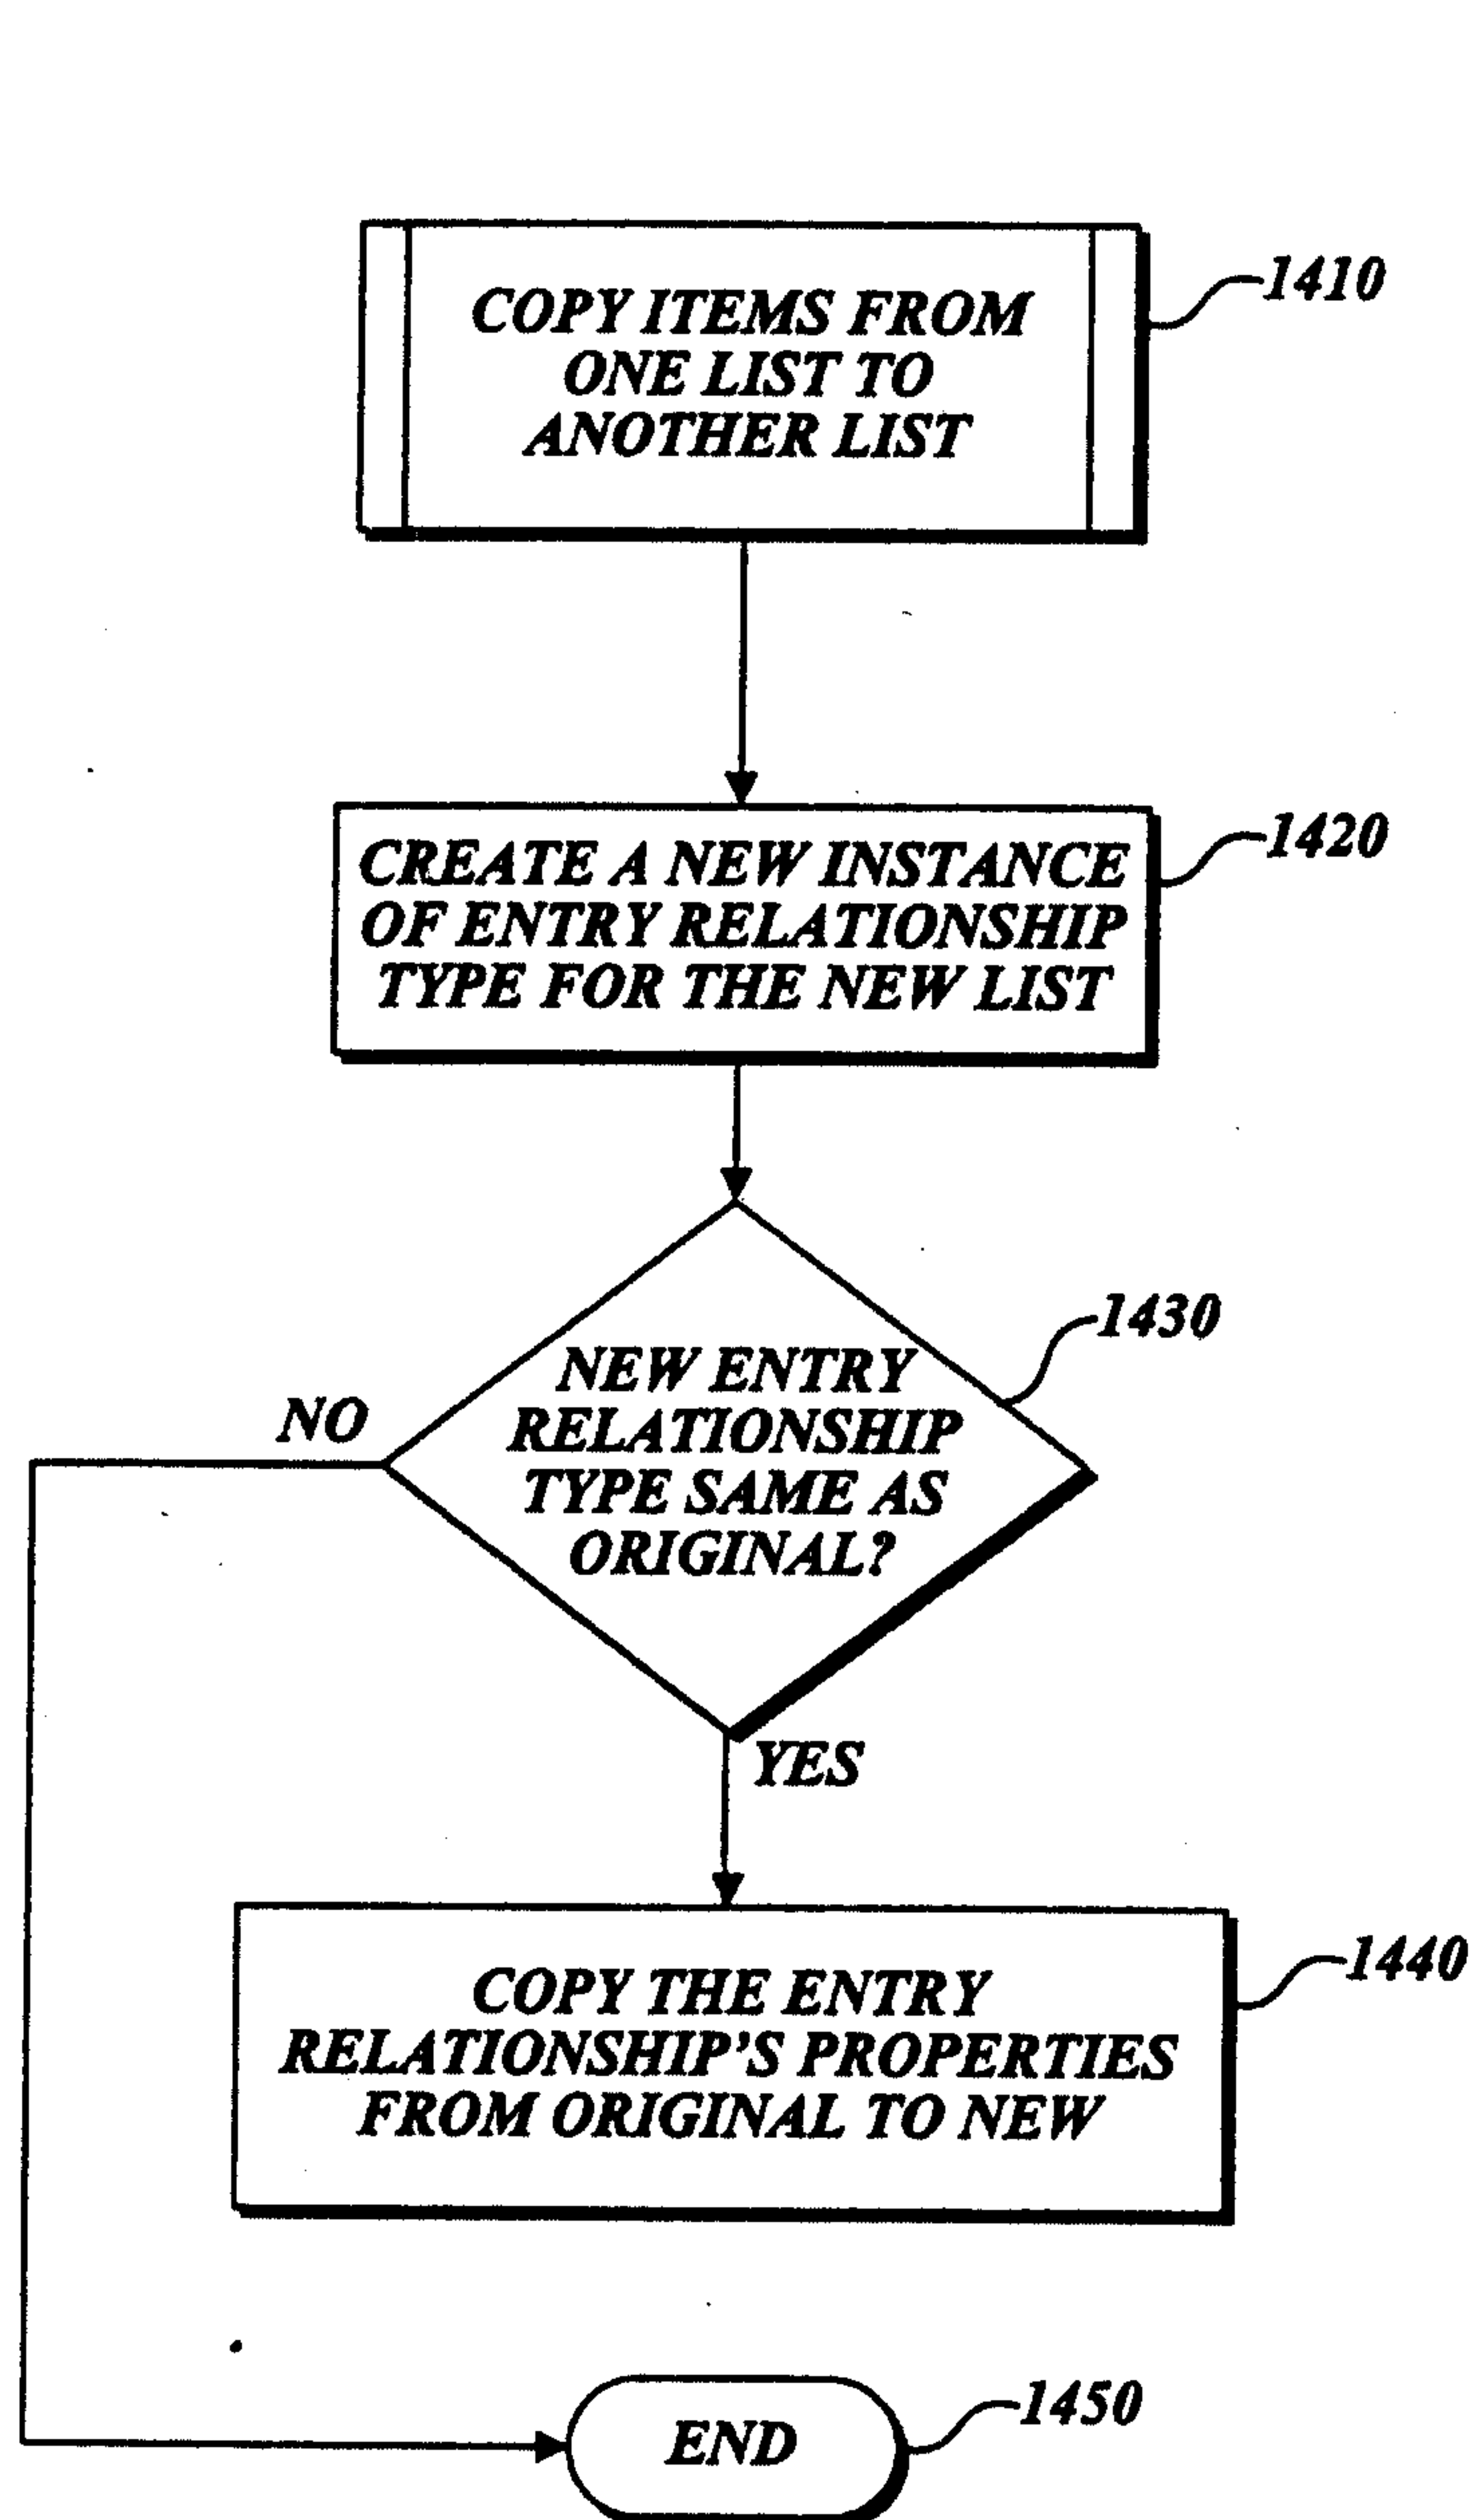 COPY ITEMS FROM
ONE LIST TO
ANOTHER LIST
1410
CREATE A NEW INSTANCE
OF ENTRY RELATIONSHIP
TYPE FOR THE NEW LIST
1420
NEW ENTRY
RELATIONSHIP
TYPE SAME AS
ORIGINAL?
1430
NO
YES
COPY THE ENTRY
RELATIONSHIP'S PROPERTIES
FROM ORIGINAL TO NEW
1440
END
1450